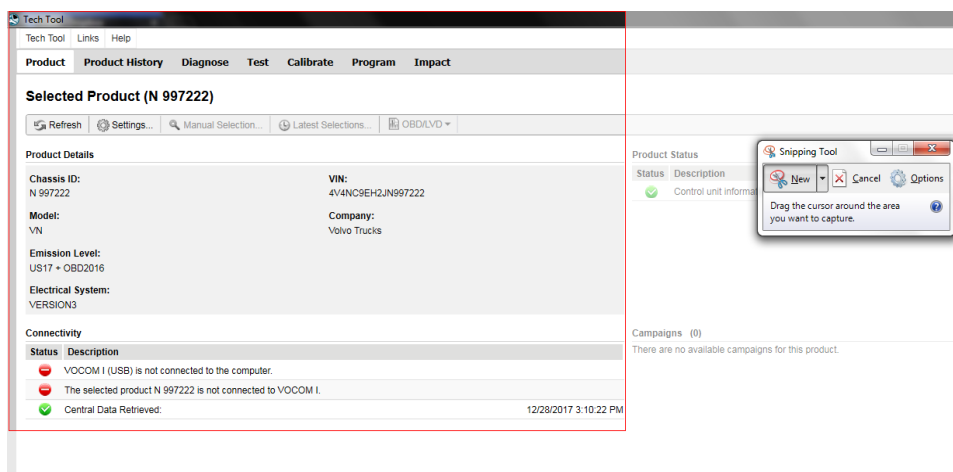 Tech Tool
Tech Tool Links Help
Product Product History Diagnose Test Calibrate Program Impact
Selected Product (N 997222)
Refresh Settings... Manual Selection... Latest Selections... OBD/LVD
Product Details
Chassis ID: VIN:
N 997222 4V4NC9EH2JN997222
Model: Company:
VN Volvo Trucks
Emission Level:
US17 + OBD2016
Electrical System:
VERSION3
Connectivity
Status Description
VOCOM I (USB) is not connected to the computer.
The selected product N 997222 is not connected to VOCOM I.
Central Data Retrieved: 12/28/2017 3:10:22 PM
Product Status
Status Description
Control unit informa
Campaigns (0)
There are no available campaigns for this product.
Snipping Tool
New Cancel Options
Drag the cursor around the area
you want to capture.